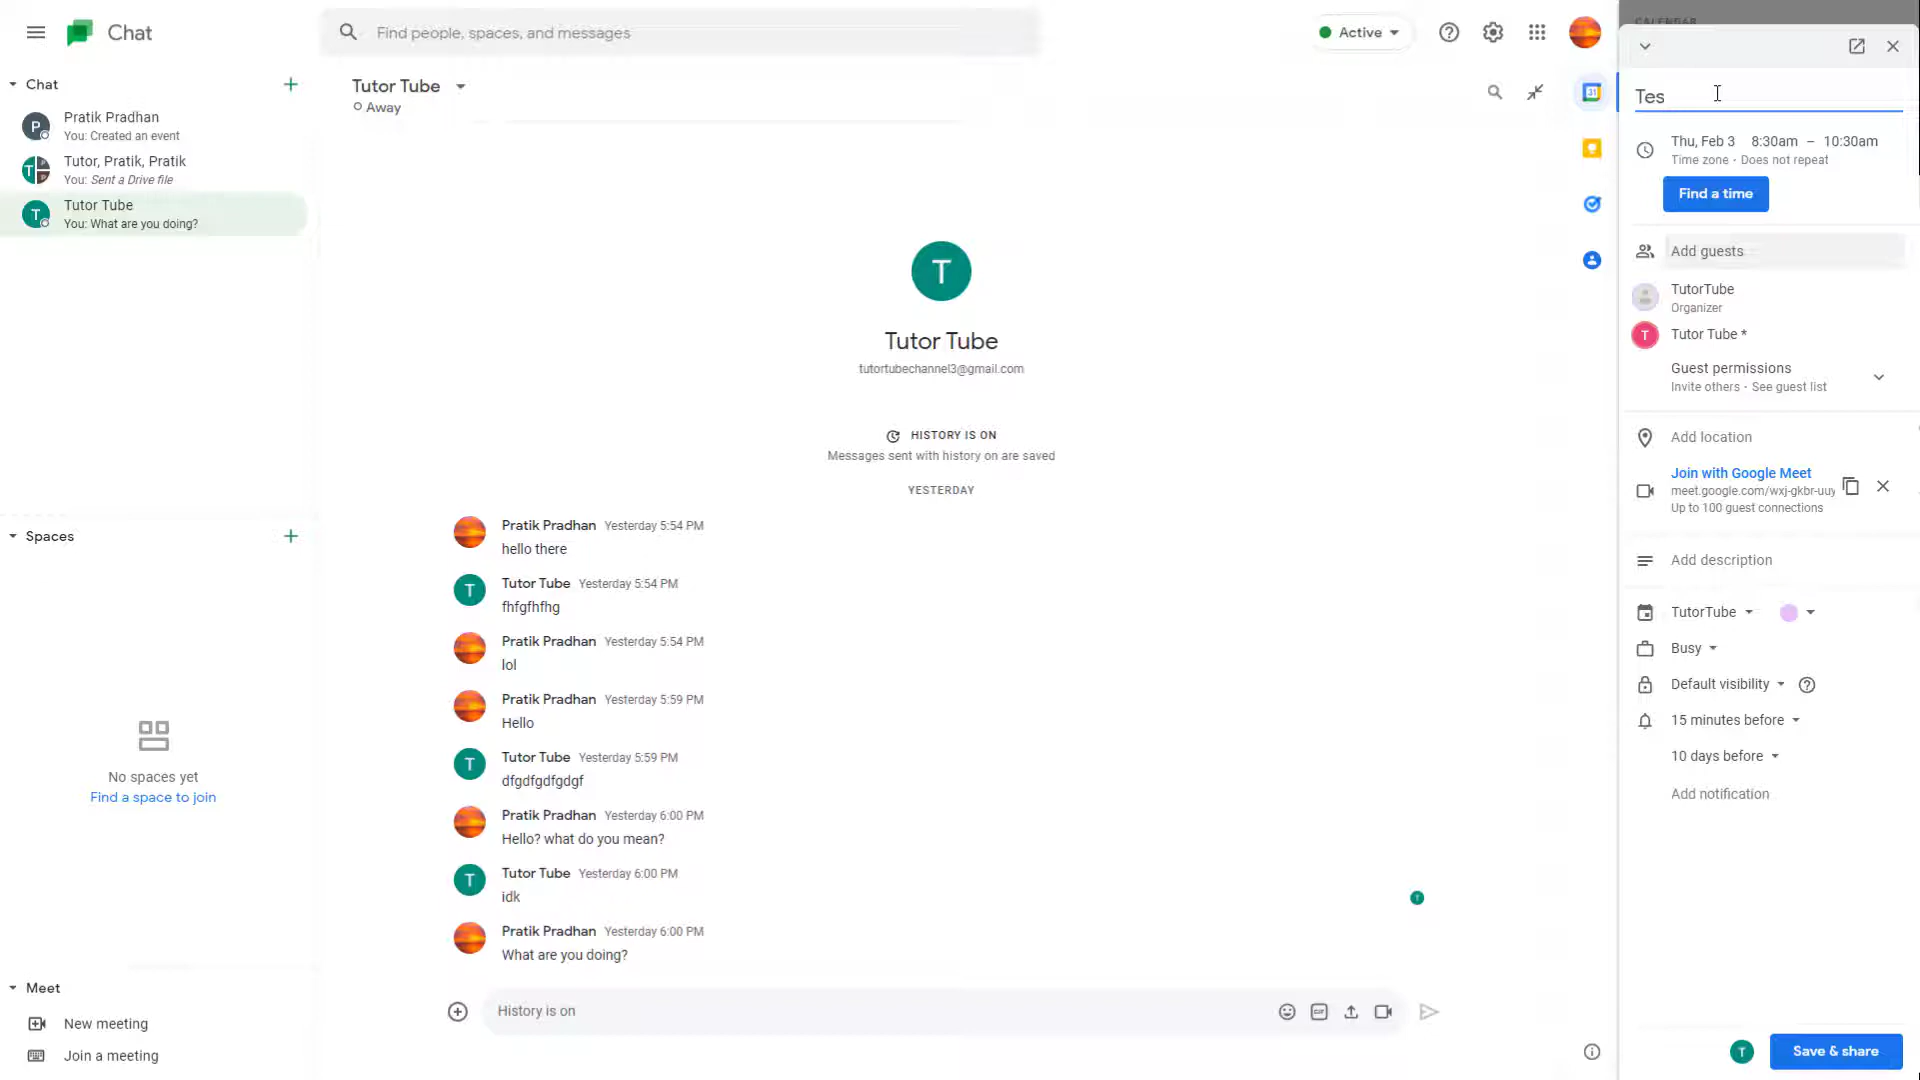 Chat
Find people, spaces, and messages
Active
CALENDAR
Chat
P
Pratik Pradhan
You: Created an event
T
Tutor, Pratik, Pratik
You: Sent a Drive file
T
Tutor Tube
You: What are you doing?
Spaces
No spaces yet
Find a space to join
Meet
New meeting
Join a meeting
Tutor Tube
Away
T
Tutor Tube
tutortubechannel3@gmail.com
HISTORY IS ON
Messages sent with history on are saved
YESTERDAY
Pratik Pradhan Yesterday 5:54 PM
hello there
T
Tutor Tube Yesterday 5:54 PM
fhfgfhfhg
Pratik Pradhan Yesterday 5:54 PM
lol
Pratik Pradhan Yesterday 5:59 PM
Hello
T
Tutor Tube Yesterday 5:59 PM
dfgdfgdfgdgf
Pratik Pradhan Yesterday 6:00 PM
Hello? what do you mean?
T
Tutor Tube Yesterday 6:00 PM
idk
T
Pratik Pradhan Yesterday 6:00 PM
What are you doing?
History is on
GIF
31
Tes
Thu, Feb 3 8:30am – 10:30am
Time zone · Does not repeat
Find a time
Add guests
TutorTube
Organizer
T
Tutor Tube *
Guest permissions
Invite others · See guest list
Add location
Join with Google Meet
meet.google.com/wxj-gkbr-uuy
Up to 100 guest connections
Add description
TutorTube
Busy
Default visibility
15 minutes before
10 days before
Add notification
T
Save & share